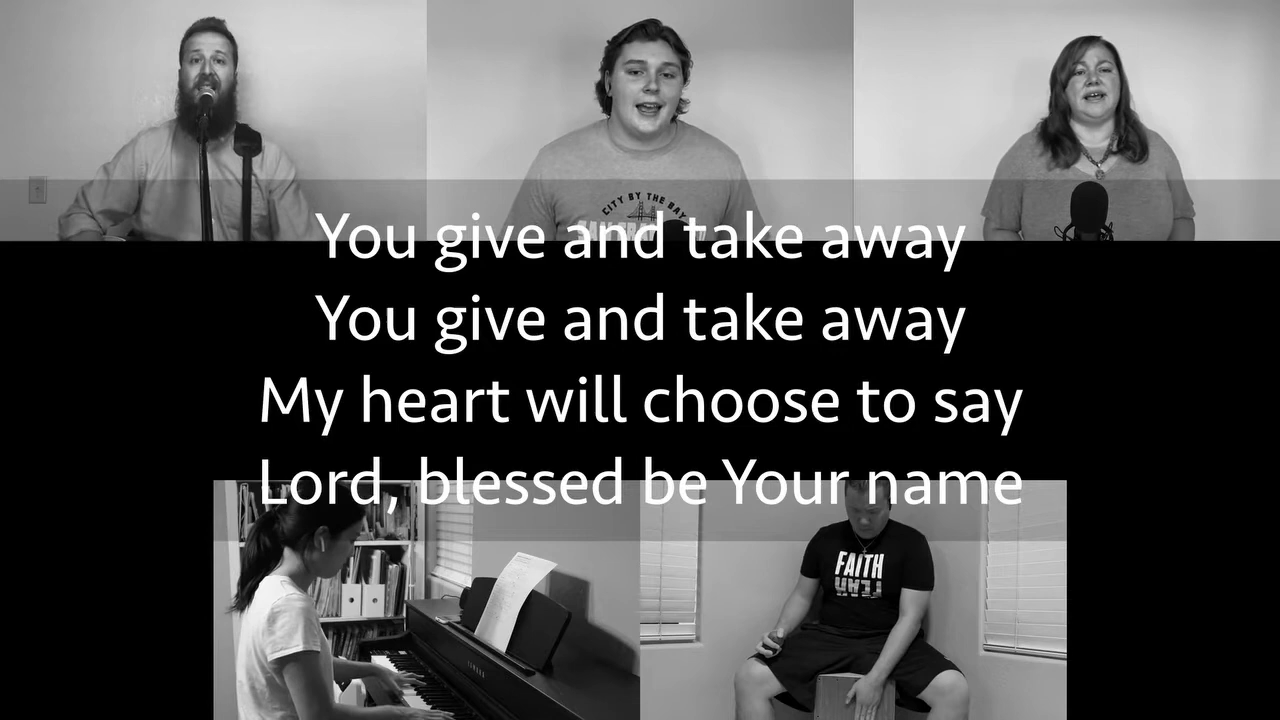 CITY BY THE BAY
You give and take away
You give and take away
My heart will choose to say
Lord, blessed be Your name
FAITH
FEAR
YAMAHA